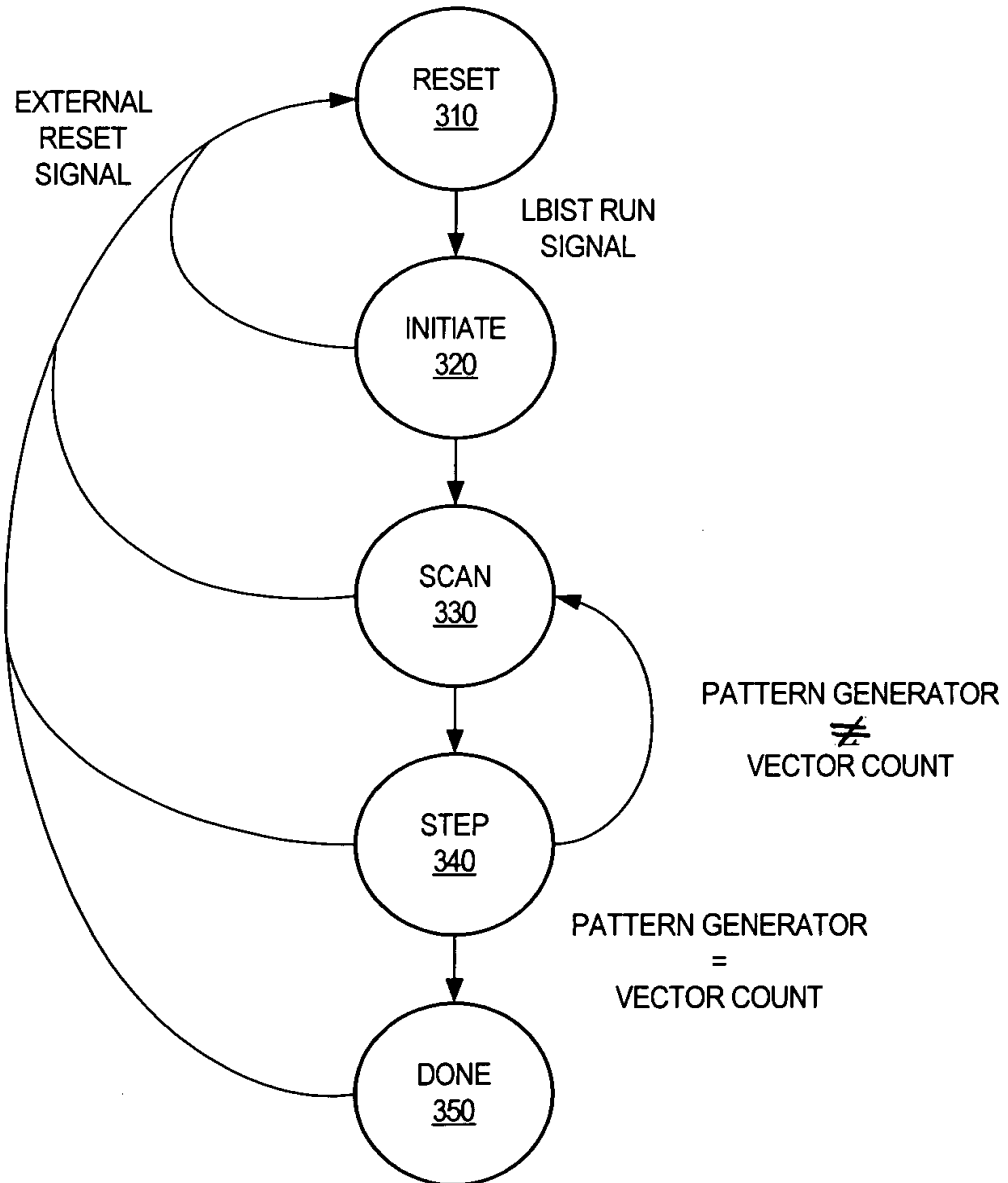 RESET
310
EXTERNAL
RESET
SIGNAL
LBIST RUN
SIGNAL
INITIATE
320
SCAN
330
PATTERN GENERATOR
≠
VECTOR COUNT
STEP
340
PATTERN GENERATOR
=
VECTOR COUNT
DONE
350